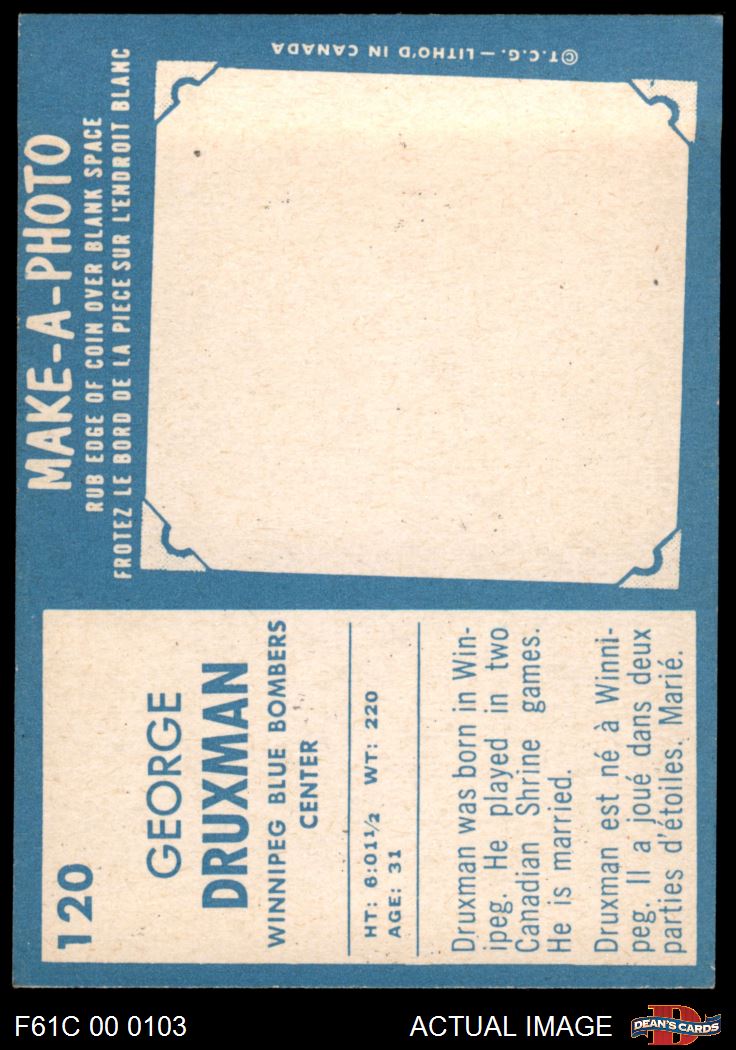 120
GEORGE
DRUXMAN
WINNIPEG BLUE BOMBERS
CENTER
HT: 6:01½ WT: 220
AGE: 31
Druxman was born in Win-
ipeg. He played in two
Canadian Shrine games.
He is married.
Druxman est né à Winni-
peg. Il a joué dans deux
parties d'étoiles. Marié.
MAKE-A-PHOTO
RUB EDGE OF COIN OVER BLANK SPACE
FROTEZ LE BORD DE LA PIECE SUR L'ENDROIT BLANC
©T.C.G. — LITHO'D IN CANADA
F61C 00 0103
ACTUAL IMAGE
DEAN'S CARDS